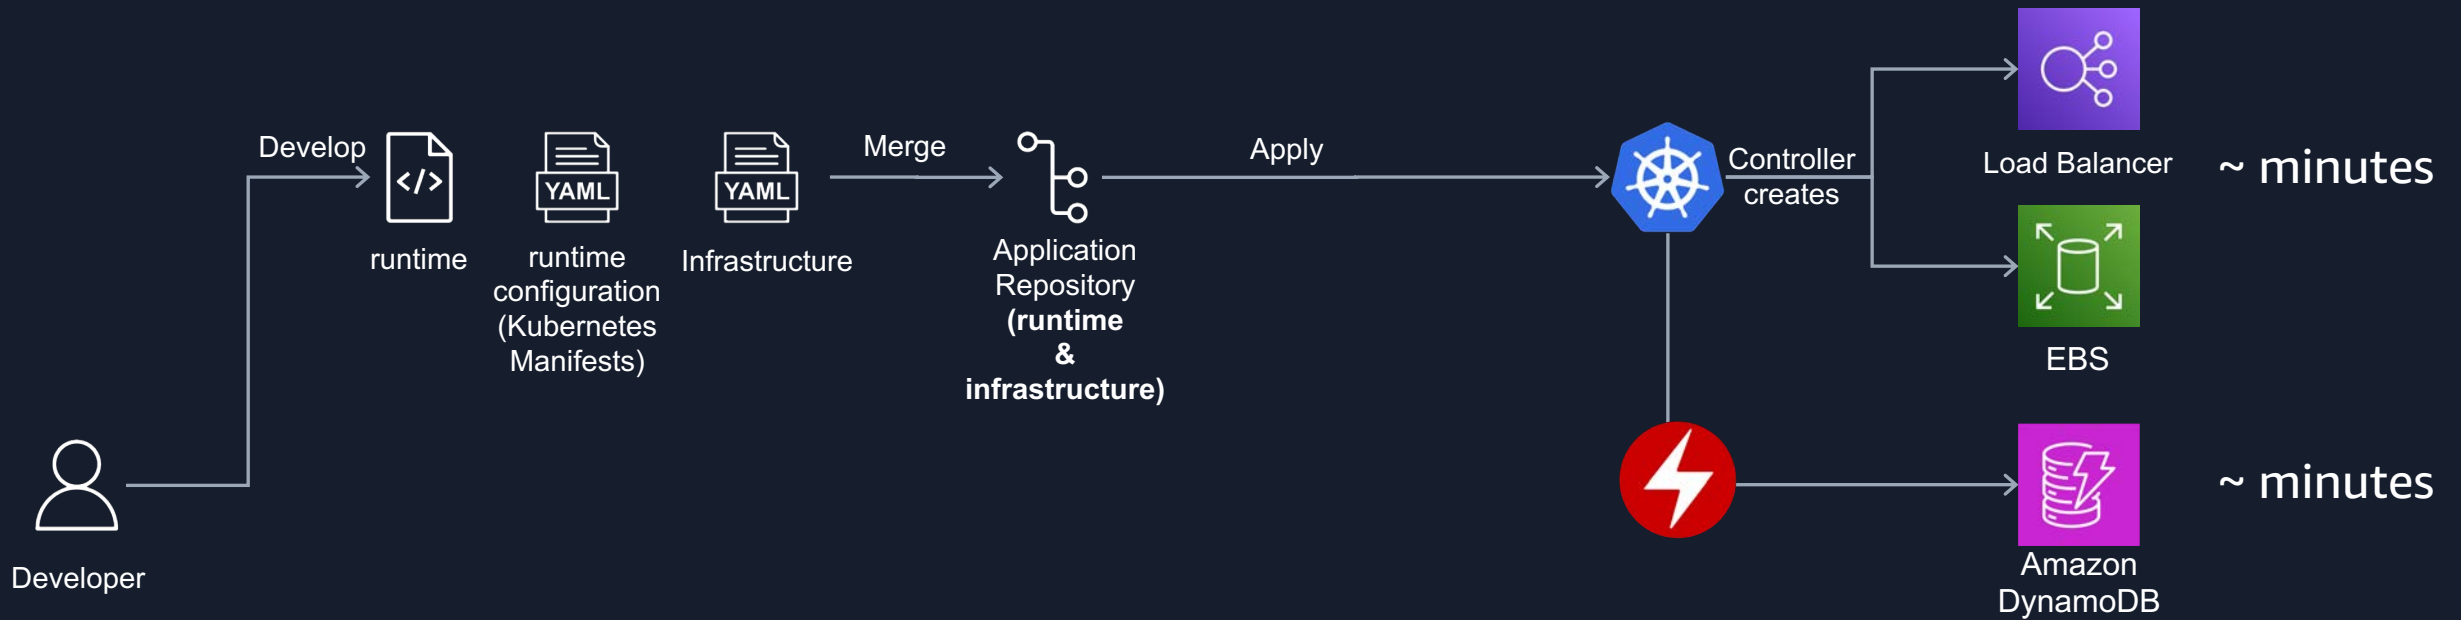 Develop
</>
runtime
YAML
runtime
configuration
(Kubernetes
Manifests)
YAML
Infrastructure
Merge
Application
Repository
(runtime
&
infrastructure)
Apply
Controller
creates
Load Balancer
~ minutes
EBS
Amazon
DynamoDB
~ minutes
Developer